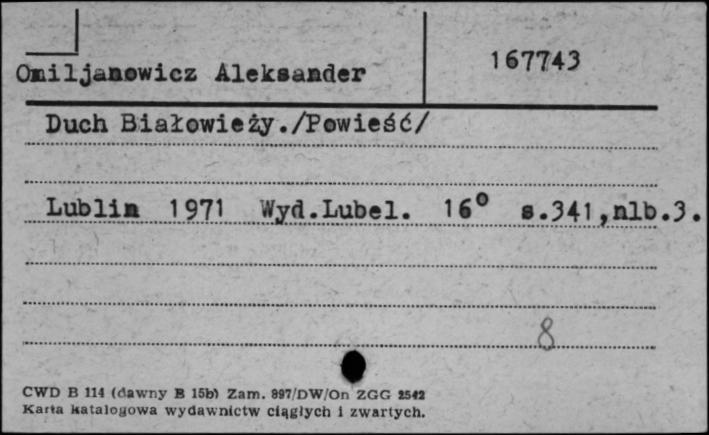 167743
Omiljanowicz Aleksander
Duch Białowieży./Powieść/
Lublin 1971 Wyd.Lubel. 16° s.341,nlb.3.
8
CWD B 114 (dawny B 15b) Zam. 897/DW/On ZGG 2542
Karta katalogowa wydawnictw ciągłych i zwartych.